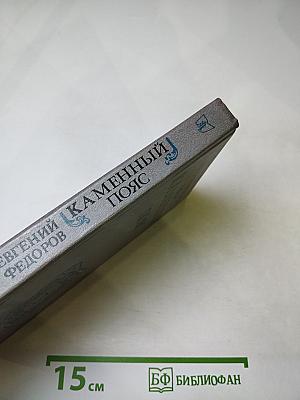 ЕВГЕНИЙ
ФЕДОРОВ
КАМЕННЫЙ
ПОЯС
15 см
БФ БИБЛИОФАН